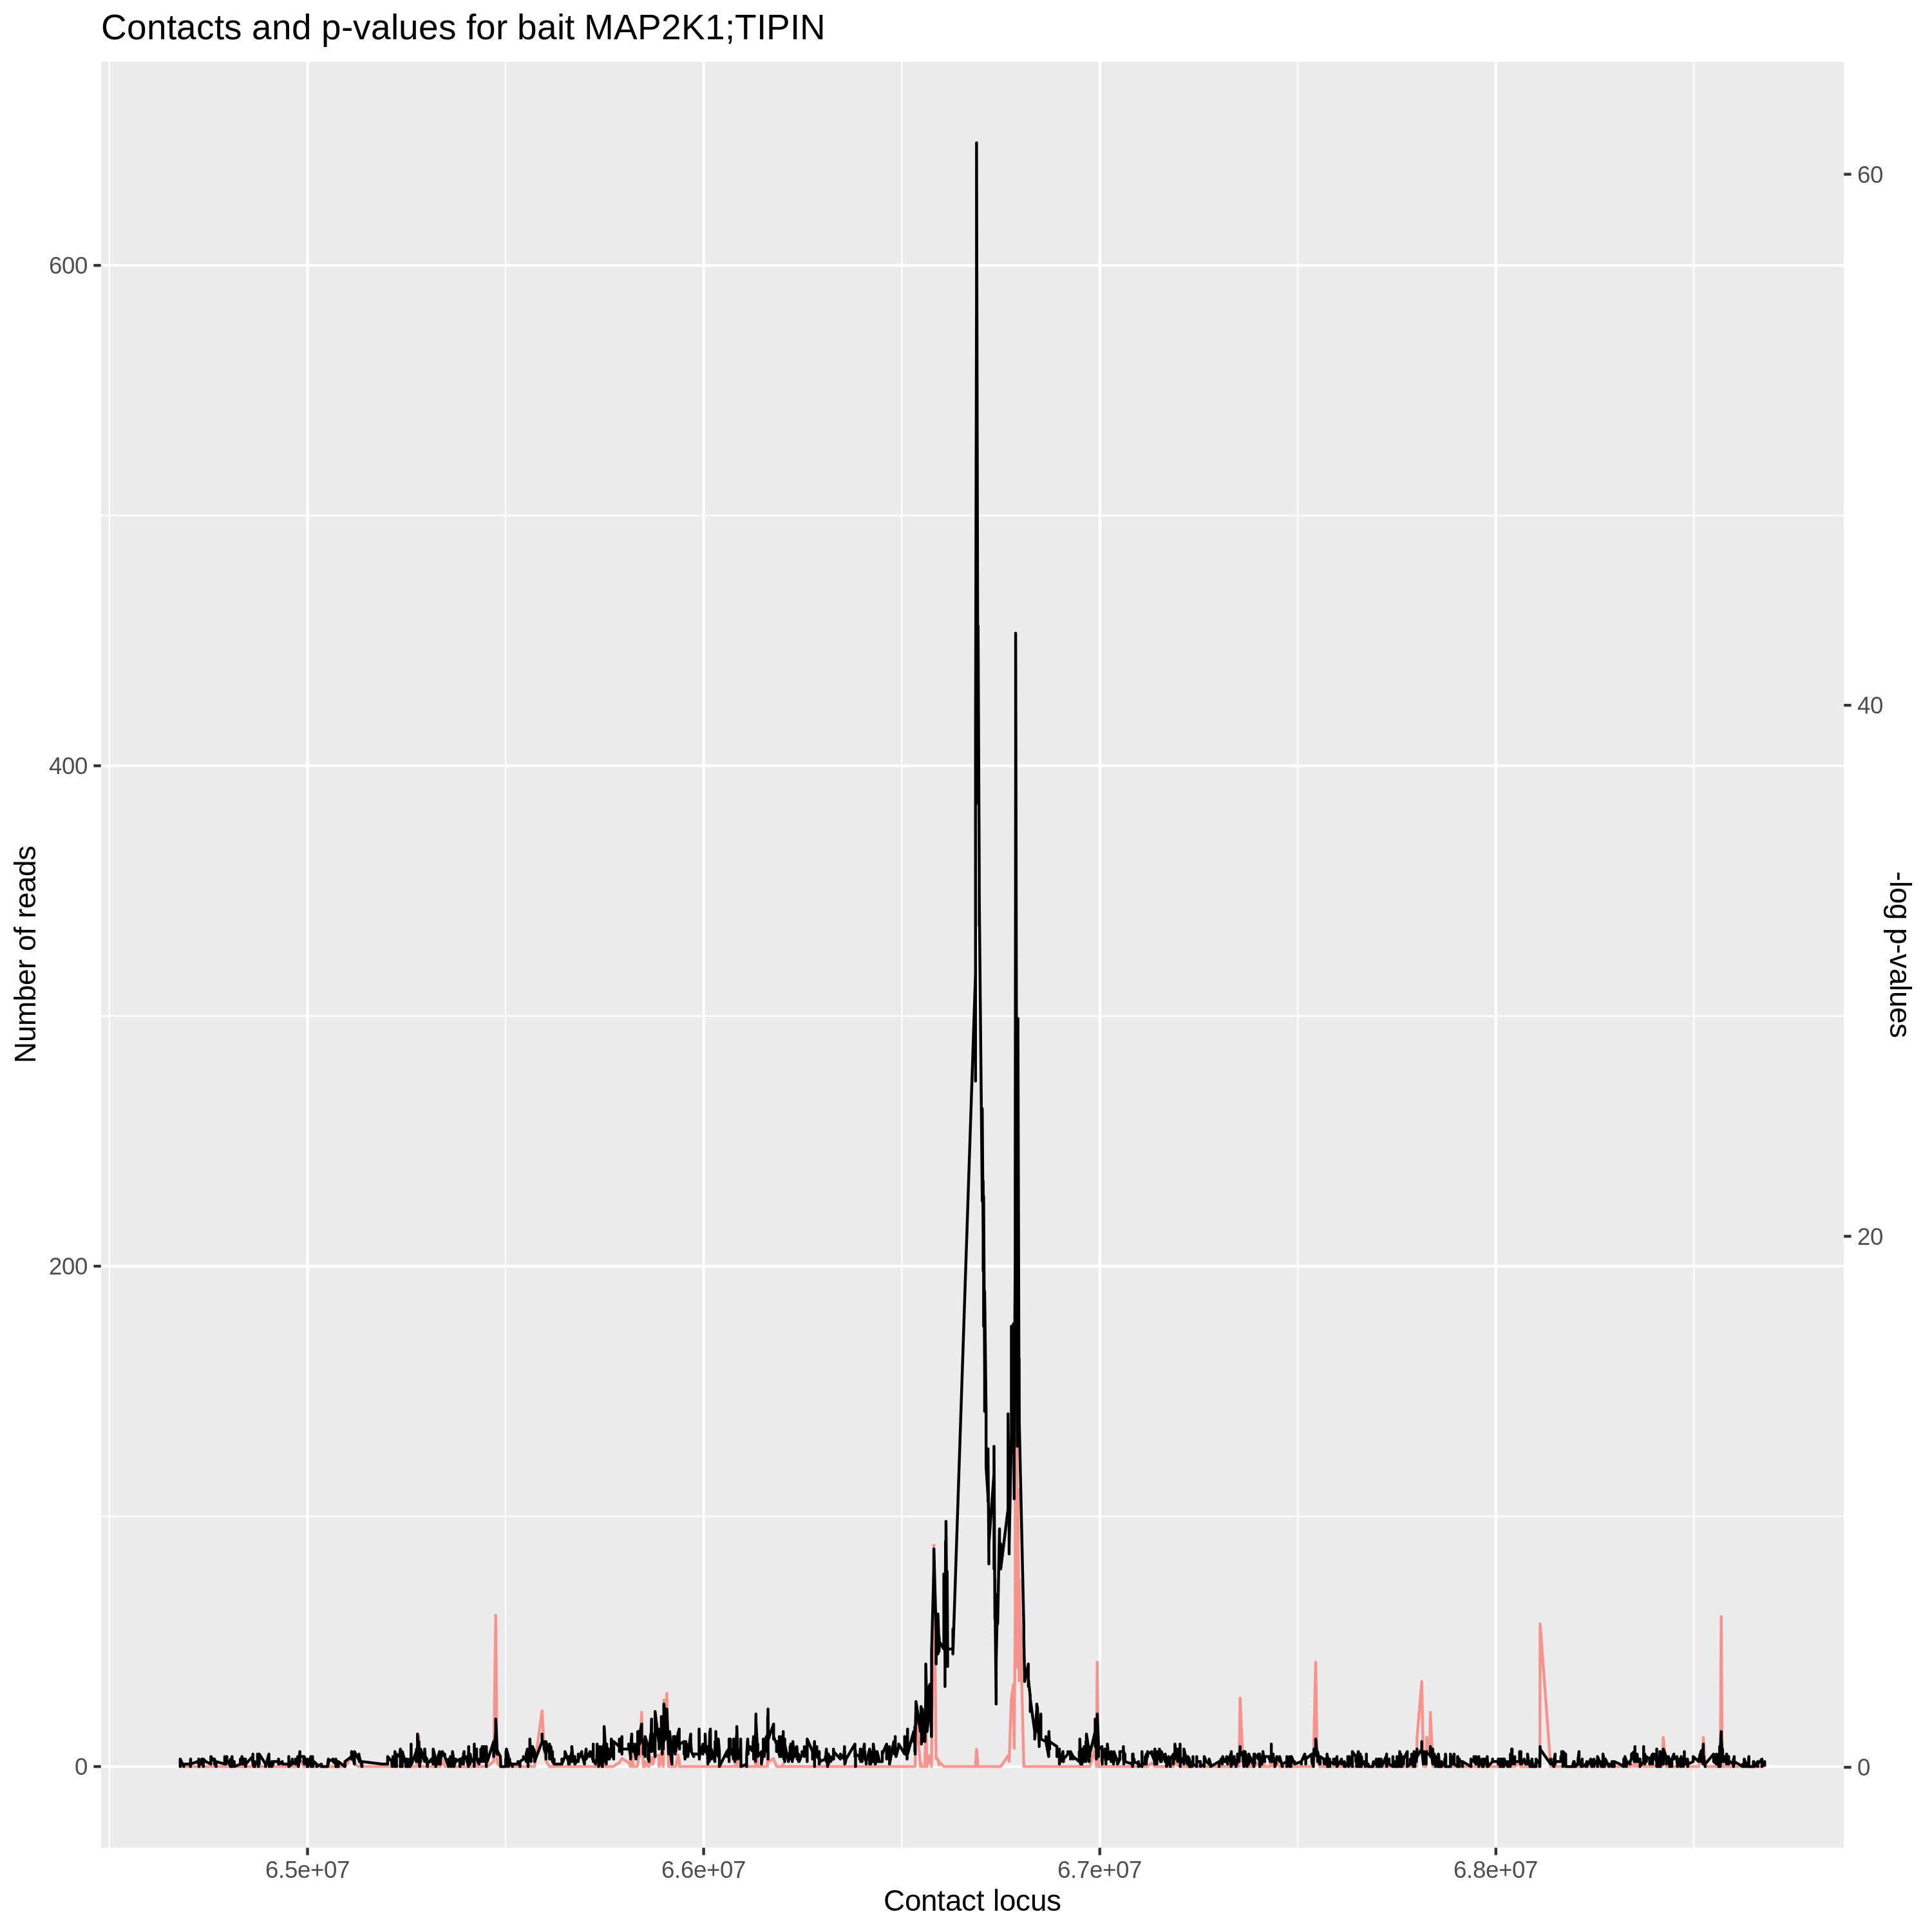 Contacts and p-values for bait MAP2K1;TIPIN
Number of reads
600
400
200
0
60
40
20
0
-log p-values
6.5e+07
6.6e+07
6.7e+07
6.8e+07
Contact locus